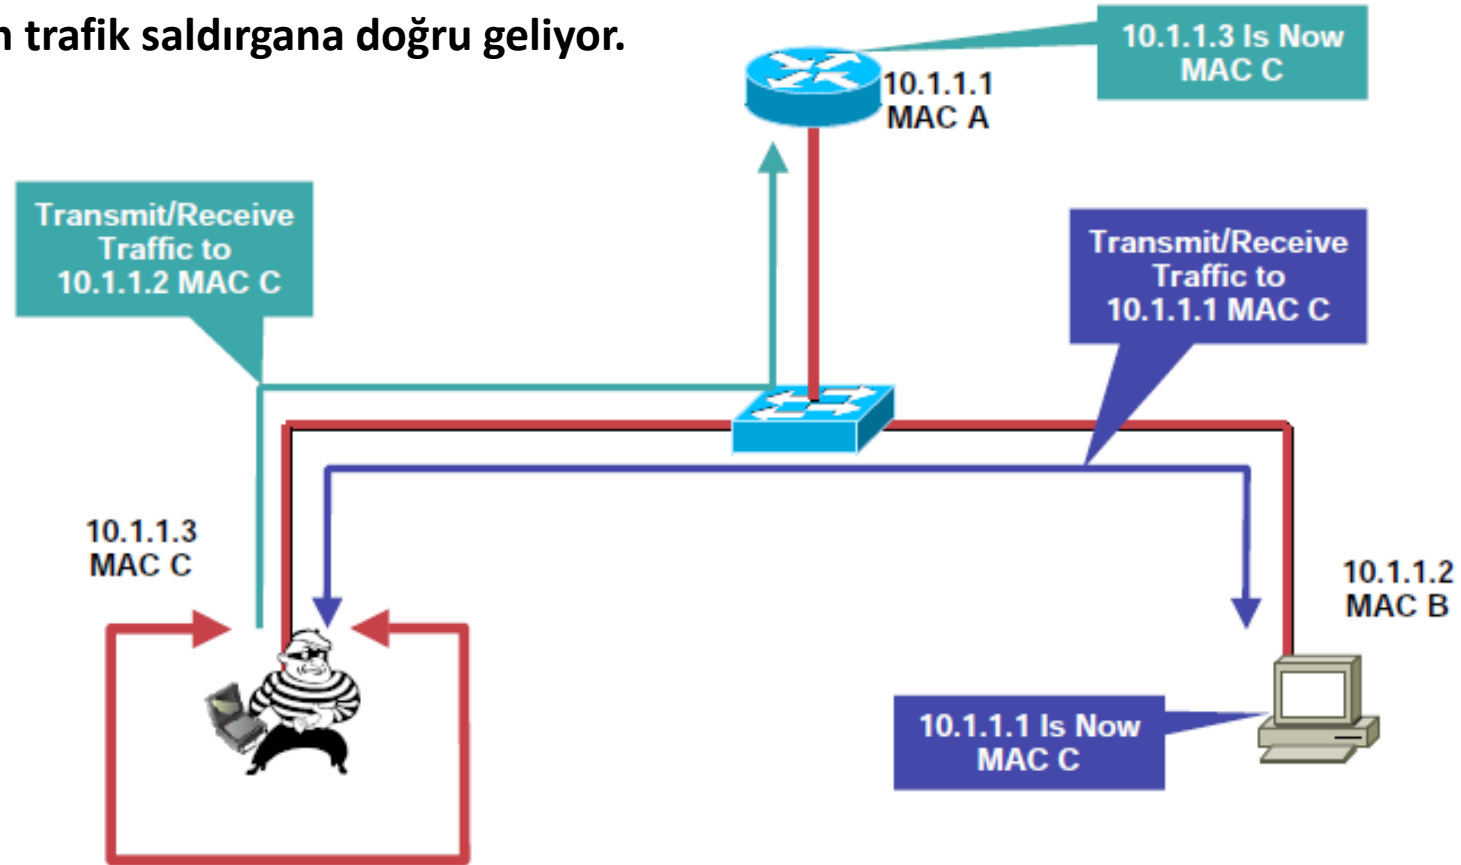 trafik saldırgana doğru geliyor.
10.1.1.3 Is Now
MAC C
10.1.1.1
MAC A
Transmit/Receive
Traffic to
10.1.1.2 MAC C
Transmit/Receive
Traffic to
10.1.1.1 MAC C
10.1.1.3
MAC C
10.1.1.2
MAC B
10.1.1.1 Is Now
MAC C